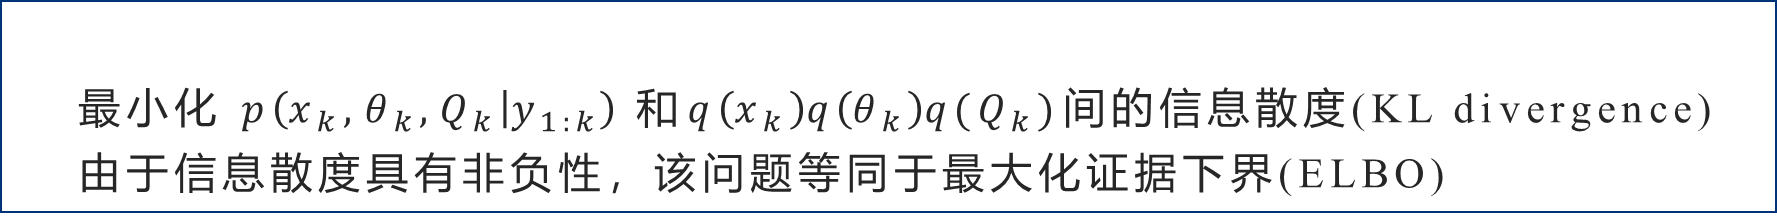 最小化 p(x_k, θ_k, Q_k|y_{1:k}) 和q(x_k)q(θ_k)q(Q_k)间的信息散度(KL divergence)
由于信息散度具有非负性，该问题等同于最大化证据下界(ELBO)